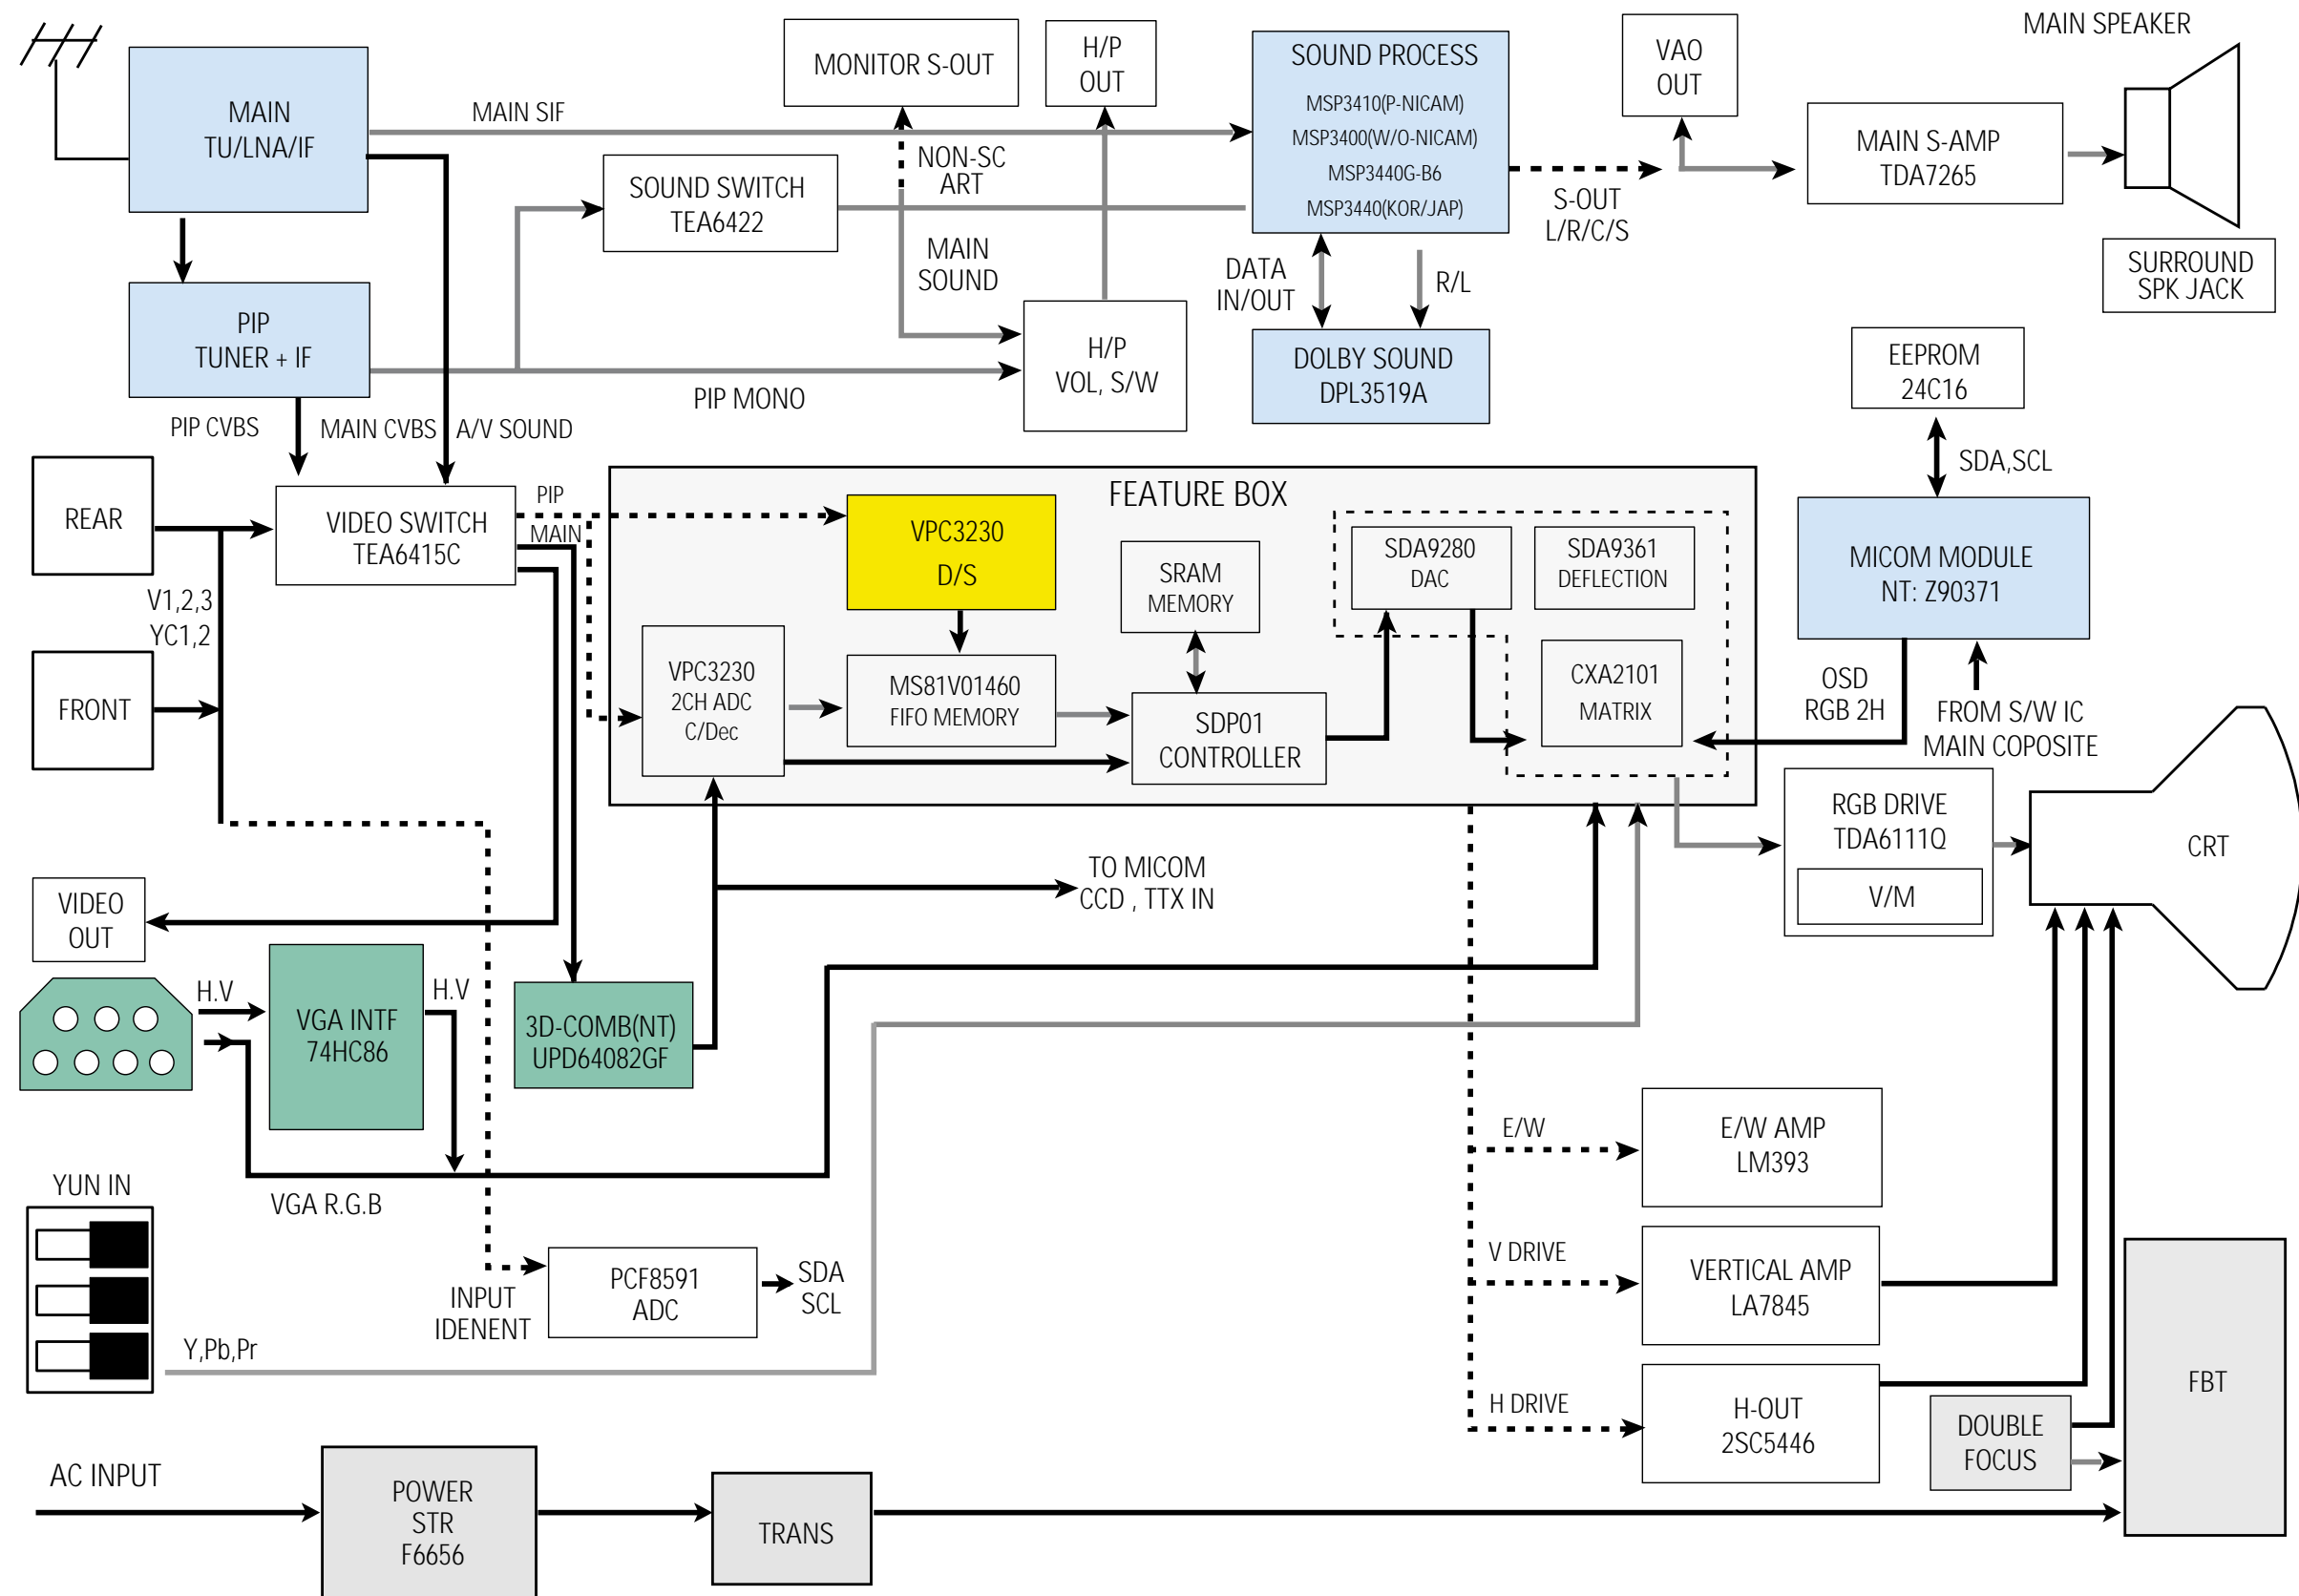 MAIN SPEAKER
MONITOR S-OUT
H/P
OUT
SOUND PROCESS
MSP3410(P-NICAM)
MSP3400(W/O-NICAM)
MSP3440G-B6
MSP3440(KOR/JAP)
VAO
OUT
MAIN
TU/LNA/IF
MAIN SIF
NON-SC
ART
MAIN S-AMP
TDA7265
SOUND SWITCH
TEA6422
S-OUT
L/R/C/S
MAIN
SOUND
DATA
IN/OUT
R/L
SURROUND
SPK JACK
PIP
TUNER + IF
H/P
VOL, S/W
DOLBY SOUND
DPL3519A
EEPROM
24C16
PIP MONO
PIP CVBS
MAIN CVBS
A/V SOUND
SDA,SCL
REAR
VIDEO SWITCH
TEA6415C
PIP
MAIN
FEATURE BOX
VPC3230
D/S
SRAM
MEMORY
SDA9280
DAC
SDA9361
DEFLECTION
MICOM MODULE
NT: Z90371
V1,2,3
YC1,2
FRONT
VPC3230
2CH ADC
C/Dec
MS81V01460
FIFO MEMORY
SDP01
CONTROLLER
CXA2101
MATRIX
OSD
RGB 2H
FROM S/W IC
MAIN COPOSITE
RGB DRIVE
TDA6111Q
V/M
CRT
TO MICOM
CCD , TTX IN
VIDEO
OUT
H.V
VGA INTF
74HC86
H.V
3D-COMB(NT)
UPD64082GF
E/W
E/W AMP
LM393
YUN IN
VGA R.G.B
V DRIVE
VERTICAL AMP
LA7845
INPUT
IDENENT
PCF8591
ADC
SDA
SCL
Y,Pb,Pr
H DRIVE
H-OUT
2SC5446
DOUBLE
FOCUS
FBT
AC INPUT
POWER
STR
F6656
TRANS